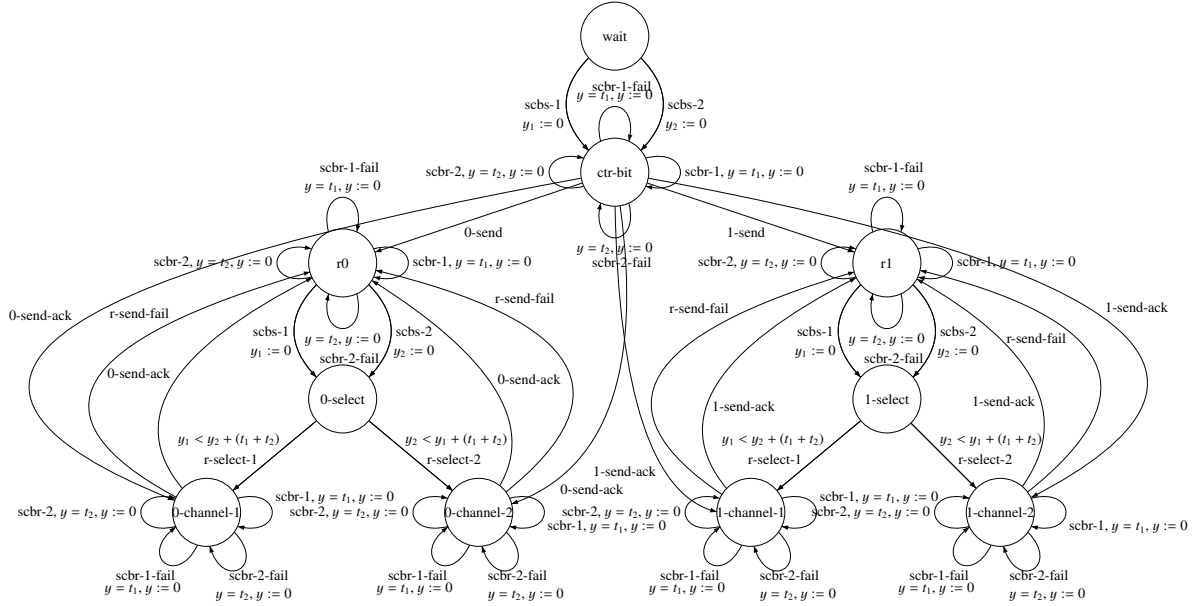 wait
scbr-1-fail
y = t₁, y := 0
scbs-1
y₁ := 0
scbs-2
y₂ := 0
scbr-2, y = t₂, y := 0
ctr-bit
scbr-1, y = t₁, y := 0
y = t₂, y := 0
scbr-2-fail
0-send
1-send
scbr-1-fail
y = t₁, y := 0
scbr-2, y = t₂, y := 0
r0
scbr-1, y = t₁, y := 0
y = t₂, y := 0
scbr-2-fail
scbr-1-fail
y = t₁, y := 0
scbr-2, y = t₂, y := 0
r1
scbr-1, y = t₁, y := 0
y = t₂, y := 0
scbr-2-fail
0-send-ack
r-send-fail
scbs-1
y₁ := 0
scbs-2
y₂ := 0
r-send-fail
0-send-ack
0-send-ack
r-send-fail
scbs-1
y₁ := 0
scbs-2
y₂ := 0
r-send-fail
1-send-ack
1-send-ack
1-send-ack
0-select
1-select
y₁ < y₂ + (t₁ + t₂)
r-select-1
y₂ < y₁ + (t₁ + t₂)
r-select-2
y₁ < y₂ + (t₁ + t₂)
r-select-1
y₂ < y₁ + (t₁ + t₂)
r-select-2
1-send-ack
0-send-ack
scbr-2, y = t₂, y := 0
0-channel-1
scbr-1, y = t₁, y := 0
scbr-2, y = t₂, y := 0
0-channel-2
scbr-1, y = t₁, y := 0
scbr-2, y = t₂, y := 0
1-channel-1
scbr-1, y = t₁, y := 0
scbr-2, y = t₂, y := 0
1-channel-2
scbr-1, y = t₁, y := 0
scbr-1-fail
y = t₁, y := 0
scbr-2-fail
y = t₂, y := 0
scbr-1-fail
y = t₁, y := 0
scbr-2-fail
y = t₂, y := 0
scbr-1-fail
y = t₁, y := 0
scbr-2-fail
y = t₂, y := 0
scbr-1-fail
y = t₁, y := 0
scbr-2-fail
y = t₂, y := 0